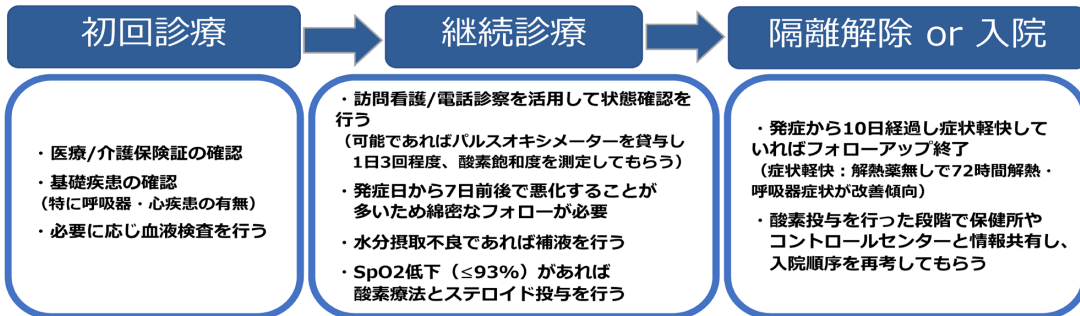 初回診療
・医療/介護保険証の確認
・基礎疾患の確認
（特に呼吸器・心疾患の有無）
・必要に応じ血液検査を行う
継続診療
・訪問看護/電話診察を活用して状態確認を
行う
（可能であればパルスオキシメーターを貸与し
1日3回程度、酸素飽和度を測定してもらう）
・発症日から7日前後で悪化することが
多いため綿密なフォローが必要
・水分摂取不良であれば補液を行う
・SpO2低下（≤93%）があれば
酸素療法とステロイド投与を行う
隔離解除 or 入院
・発症から10日経過し症状軽快して
いればフォローアップ終了
（症状軽快：解熱薬無しで72時間解熱・
呼吸器症状が改善傾向）
・酸素投与を行った段階で保健所や
コントロールセンターと情報共有し、
入院順序を再考してもらう